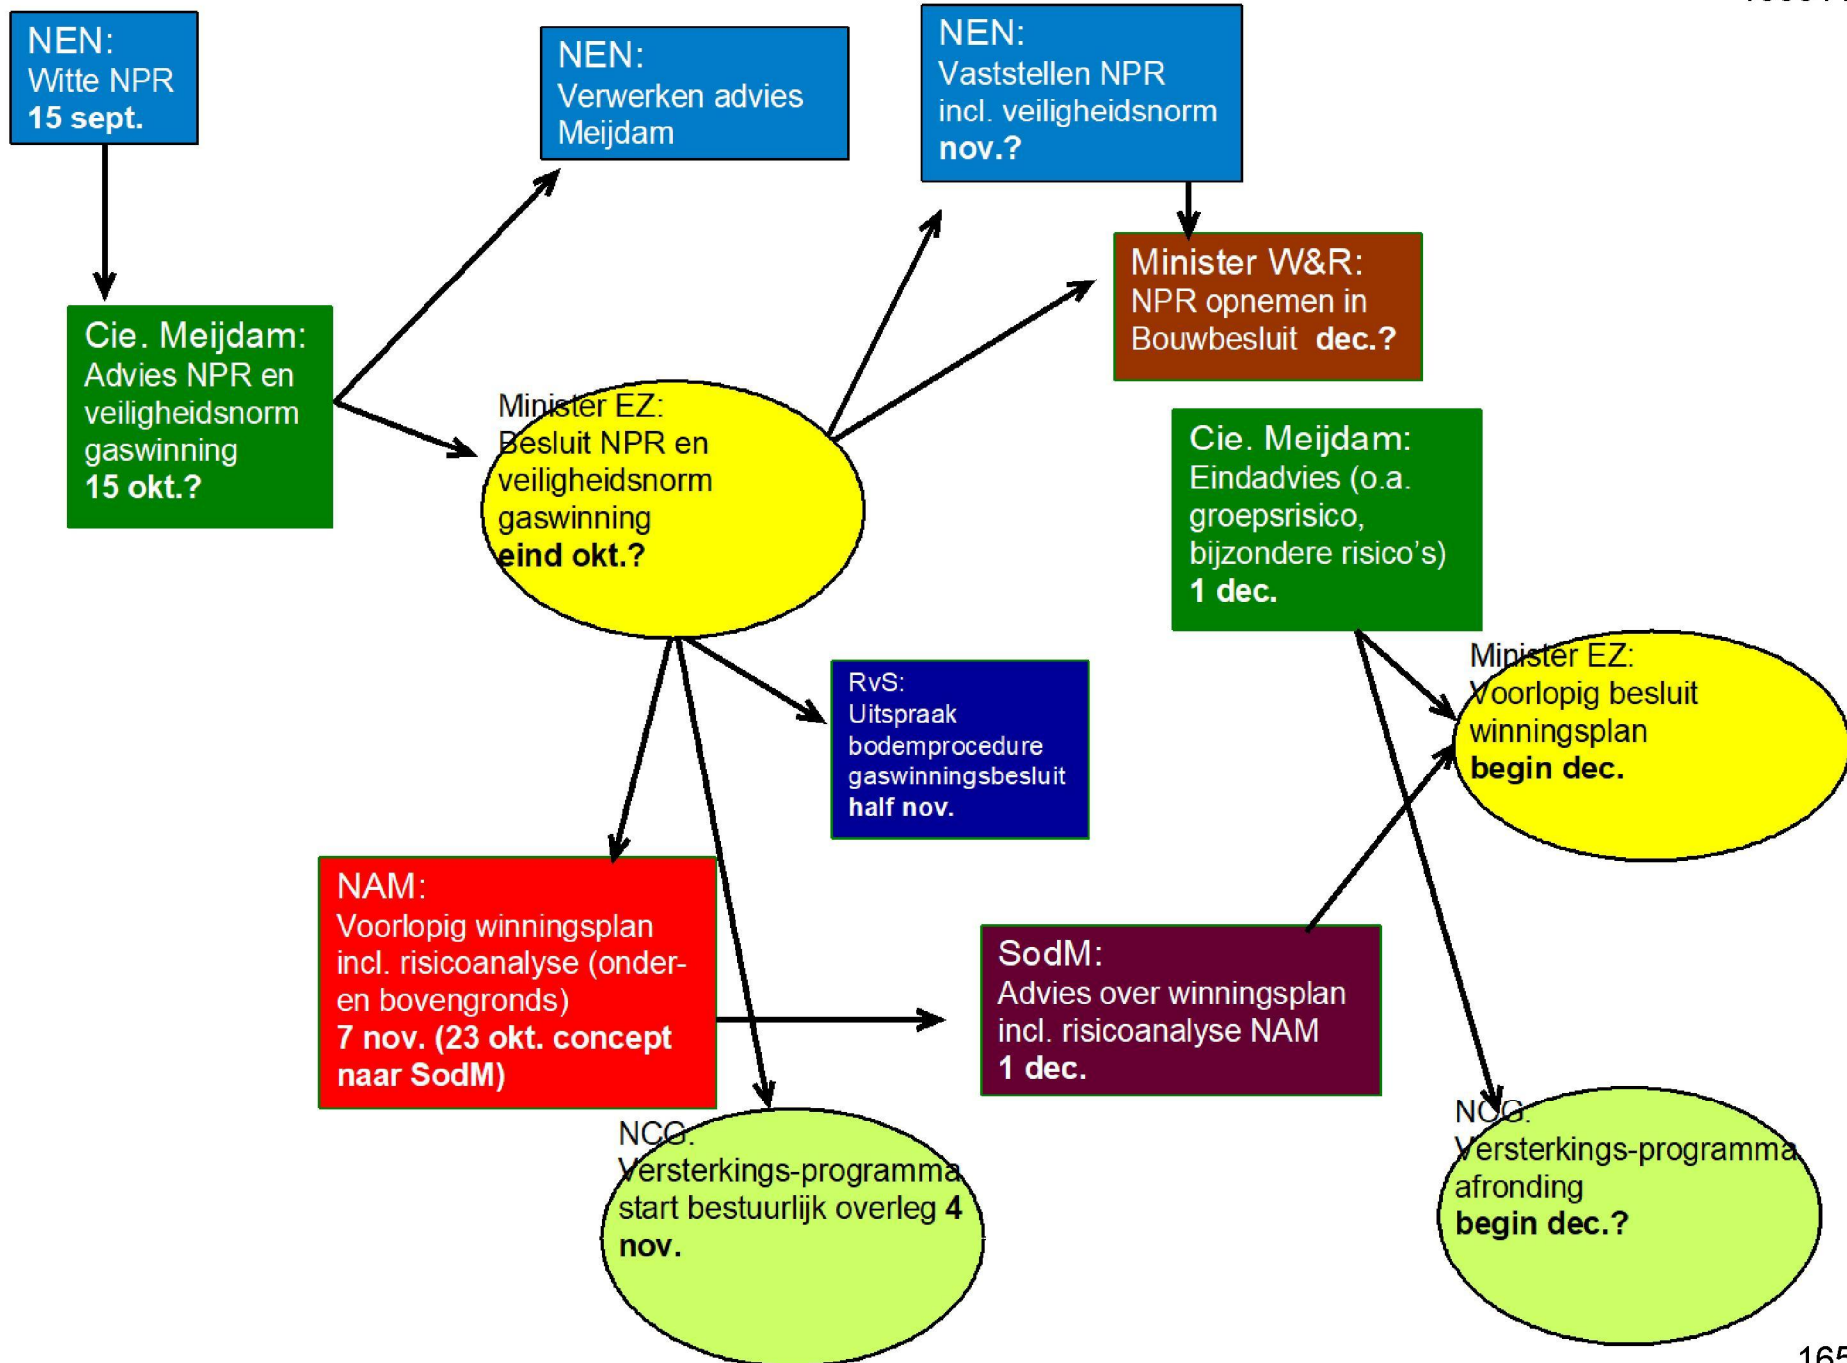 NEN:
Witte NPR
15 sept.
NEN:
Verwerken advies
Meijdam
NEN:
Vaststellen NPR
incl. veiligheidsnorm
nov.?
Minister W&R:
NPR opnemen in
Bouwbesluit dec.?
Cie. Meijdam:
Advies NPR en
veiligheidsnorm
gaswinning
15 okt.?
Minister EZ:
Besluit NPR en
veiligheidsnorm
gaswinning
eind okt.?
Cie. Meijdam:
Eindadvies (o.a.
groepsrisico,
bijzondere risico’s)
1 dec.
RvS:
Uitspraak
bodemprocedure
gaswinningsbesluit
half nov.
Minister EZ:
Voorlopig besluit
winningsplan
begin dec.
NAM:
Voorlopig winningsplan
incl. risicoanalyse (onder-
en bovengronds)
7 nov. (23 okt. concept
naar SodM)
SodM:
Advies over winningsplan
incl. risicoanalyse NAM
1 dec.
NCG:
Versterkings-programma
start bestuurlijk overleg 4
nov.
NCG:
Versterkings-programma
afronding
begin dec.?
165